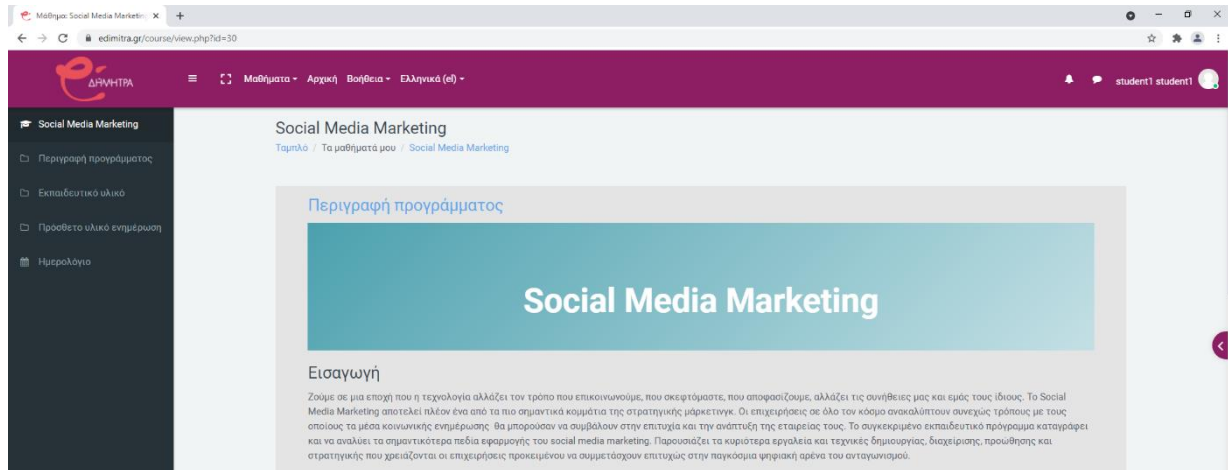 Μάθημα: Social Media Marketin
edimitra.gr/course/view.php?id=30
e ΔΗΜΗΤΡΑ
Μαθήματα Αρχική Βοήθεια Ελληνικά (el)
student1 student1
Social Media Marketing
Περιγραφή προγράμματος
Εκπαιδευτικό υλικό
Πρόσθετο υλικό ενημέρωση
Ημερολόγιο
Social Media Marketing
Ταμπλό / Τα μαθήματά μου / Social Media Marketing
Περιγραφή προγράμματος
Social Media Marketing
Εισαγωγή
Ζούμε σε μια εποχή που η τεχνολογία αλλάζει τον τρόπο που επικοινωνούμε, που σκεφτόμαστε, που αποφασίζουμε, αλλάζει τις συνήθειες μας και εμάς τους ίδιους. Το Social
Media Marketing αποτελεί πλέον ένα από τα πιο σημαντικά κομμάτια της στρατηγικής μάρκετινγκ. Οι επιχειρήσεις σε όλο τον κόσμο ανακαλύπτουν συνεχώς τρόπους με τους
οποίους τα μέσα κοινωνικής ενημέρωσης θα μπορούσαν να συμβάλουν στην επιτυχία και την ανάπτυξη της εταιρείας τους. Το συγκεκριμένο εκπαιδευτικό πρόγραμμα καταγράφει
και να αναλύει τα σημαντικότερα πεδία εφαρμογής του social media marketing. Παρουσιάζει τα κυριότερα εργαλεία και τεχνικές δημιουργίας, διαχείρισης, προώθησης και
στρατηγικής που χρειάζονται οι επιχειρήσεις προκειμένου να συμμετάσχουν επιτυχώς στην παγκόσμια ψηφιακή αρένα του ανταγωνισμού.